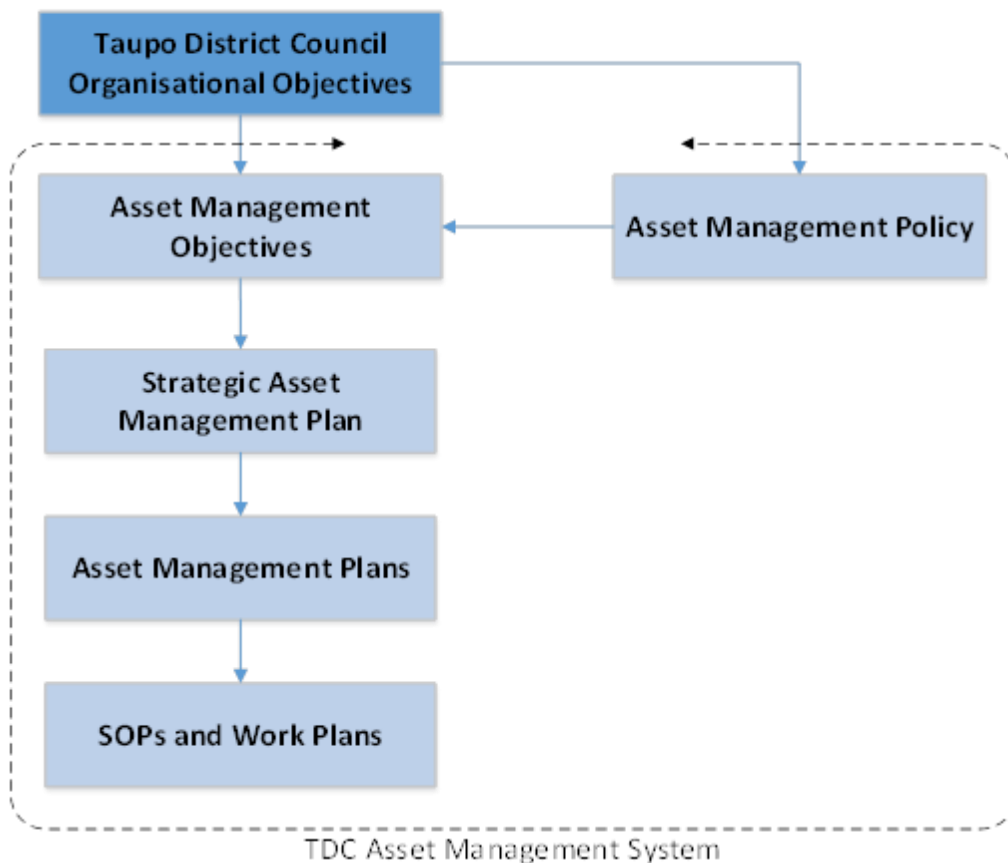 Taupo District Council
Organisational Objectives
Asset Management
Objectives
Asset Management Policy
Strategic Asset
Management Plan
Asset Management Plans
SOPs and Work Plans
TDC Asset Management System